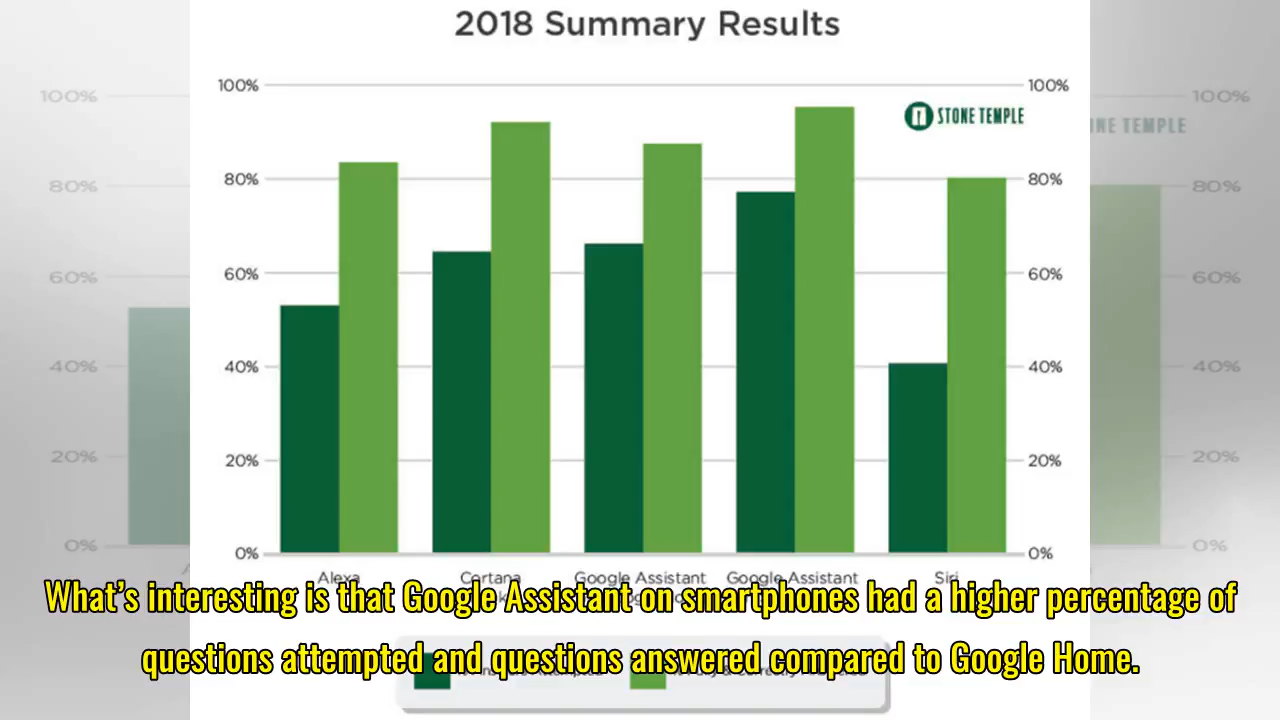 2018 Summary Results
100% 100%
STONE TEMPLE
80% 80%
60% 60%
40% 40%
20% 20%
0% 0%
Alexa Cortana Google Assistant Google Assistant Siri
What's interesting is that Google Assistant on smartphones had a higher percentage of
questions attempted and questions answered compared to Google Home.